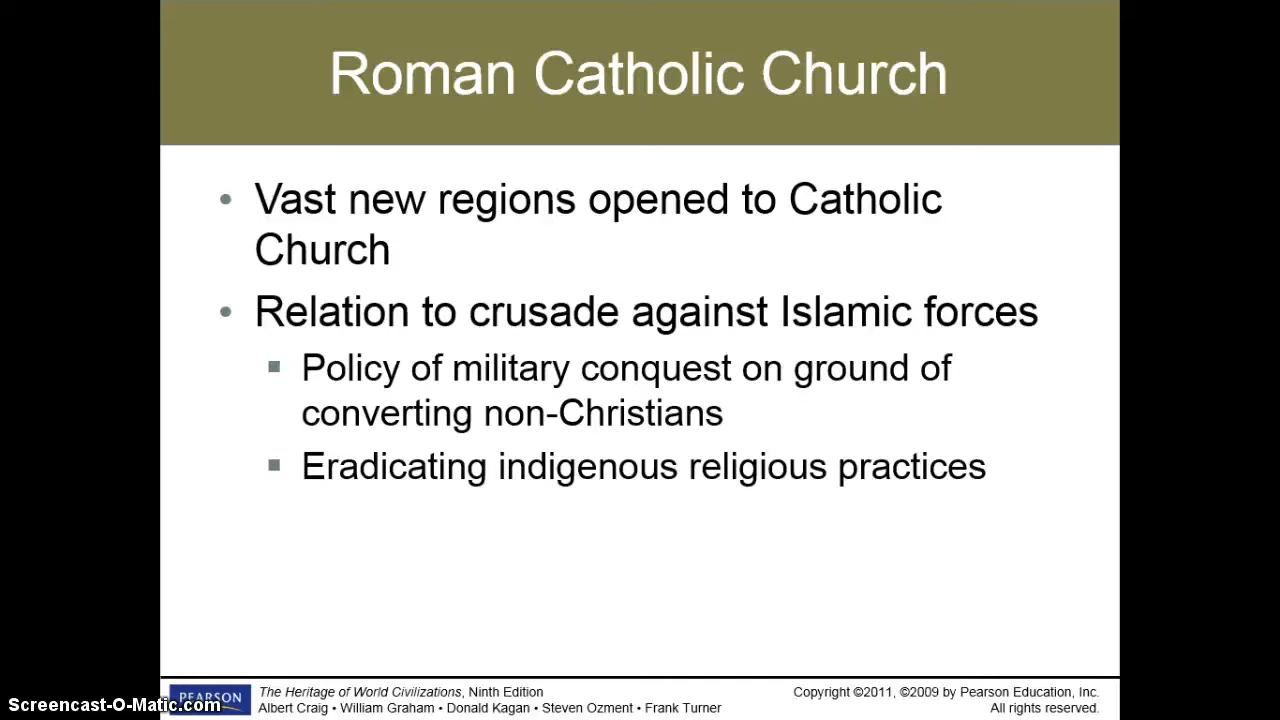 Roman Catholic Church
• Vast new regions opened to Catholic
Church
• Relation to crusade against Islamic forces
▪ Policy of military conquest on ground of
converting non-Christians
▪ Eradicating indigenous religious practices
PEARSON
The Heritage of World Civilizations, Ninth Edition
Albert Craig • William Graham • Donald Kagan • Steven Ozment • Frank Turner
Copyright ©2011, ©2009 by Pearson Education, Inc.
All rights reserved.
Screencast-O-Matic.com